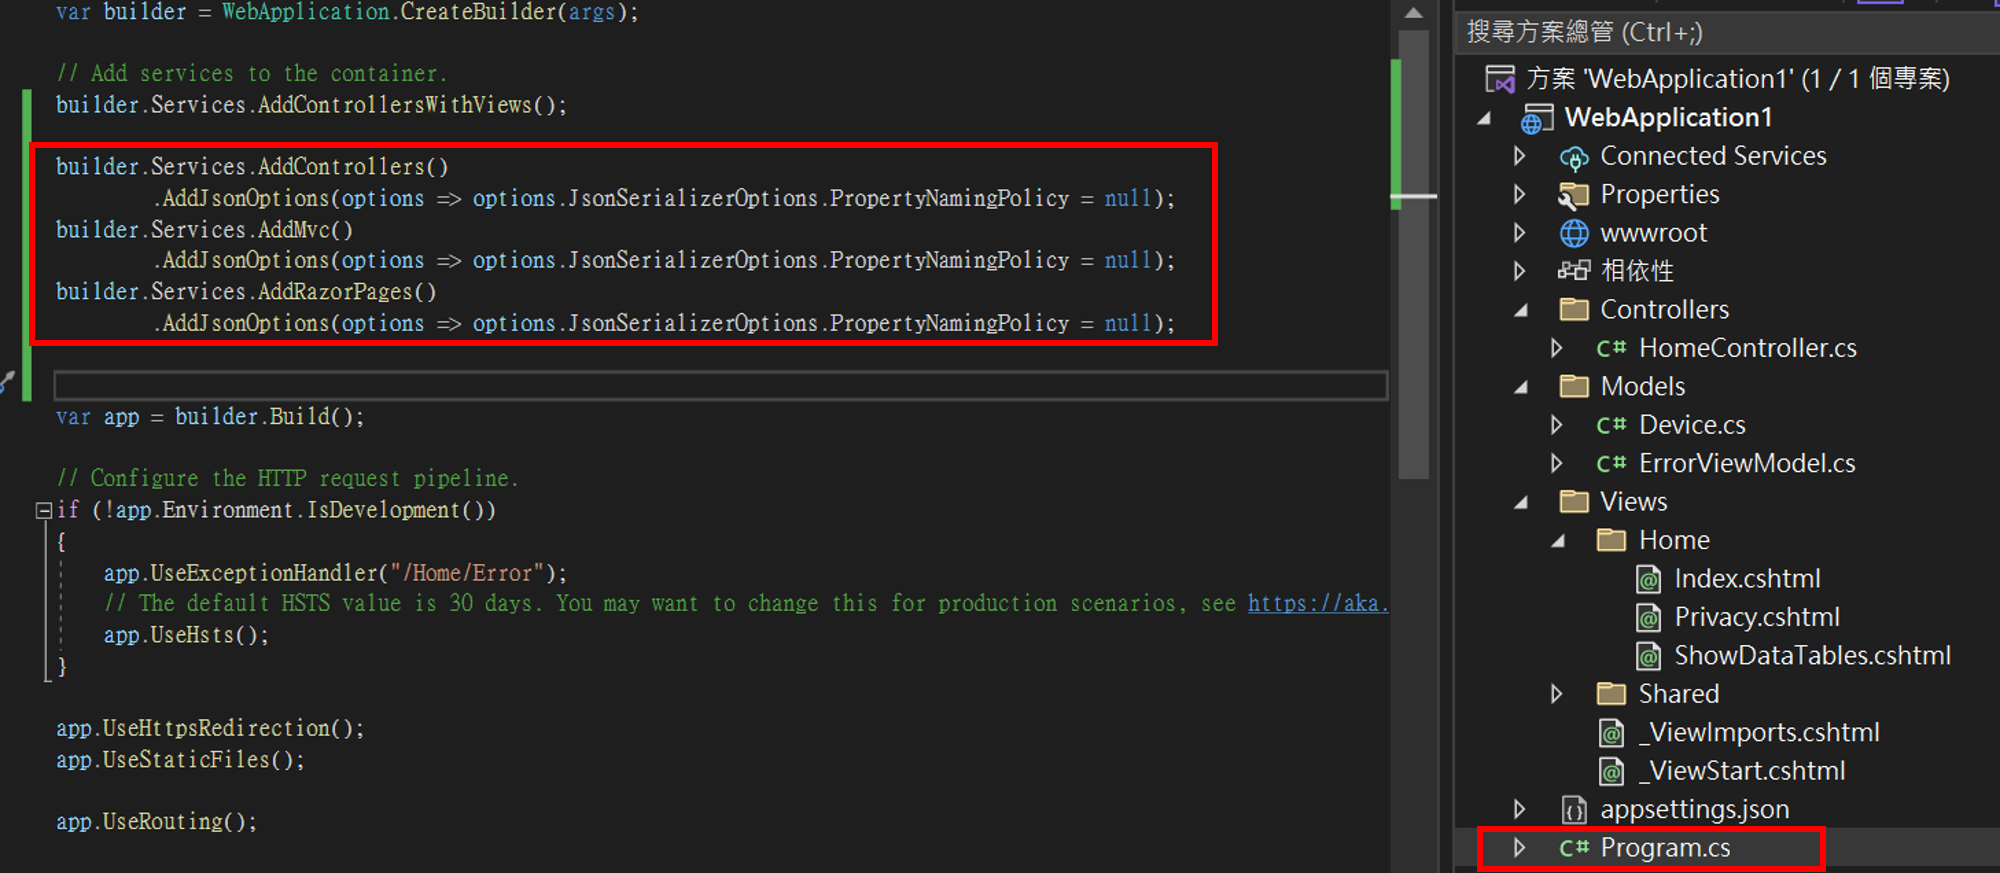 var builder = WebApplication.CreateBuilder(args);
// Add services to the container.
builder.Services.AddControllersWithViews();
builder.Services.AddControllers()
.AddJsonOptions(options => options.JsonSerializerOptions.PropertyNamingPolicy = null);
builder.Services.AddMvc()
.AddJsonOptions(options => options.JsonSerializerOptions.PropertyNamingPolicy = null);
builder.Services.AddRazorPages()
.AddJsonOptions(options => options.JsonSerializerOptions.PropertyNamingPolicy = null);
var app = builder.Build();
// Configure the HTTP request pipeline.
if (!app.Environment.IsDevelopment())
{
app.UseExceptionHandler("/Home/Error");
// The default HSTS value is 30 days. You may want to change this for production scenarios, see https://aka.
app.UseHsts();
}
app.UseHttpsRedirection();
app.UseStaticFiles();
app.UseRouting();
搜尋方案總管 (Ctrl+;)
方案 'WebApplication1' (1 / 1 個專案)
WebApplication1
Connected Services
Properties
wwwroot
相依性
Controllers
C# HomeController.cs
Models
C# Device.cs
C# ErrorViewModel.cs
Views
Home
Index.cshtml
Privacy.cshtml
ShowDataTables.cshtml
Shared
_ViewImports.cshtml
_ViewStart.cshtml
appsettings.json
C# Program.cs